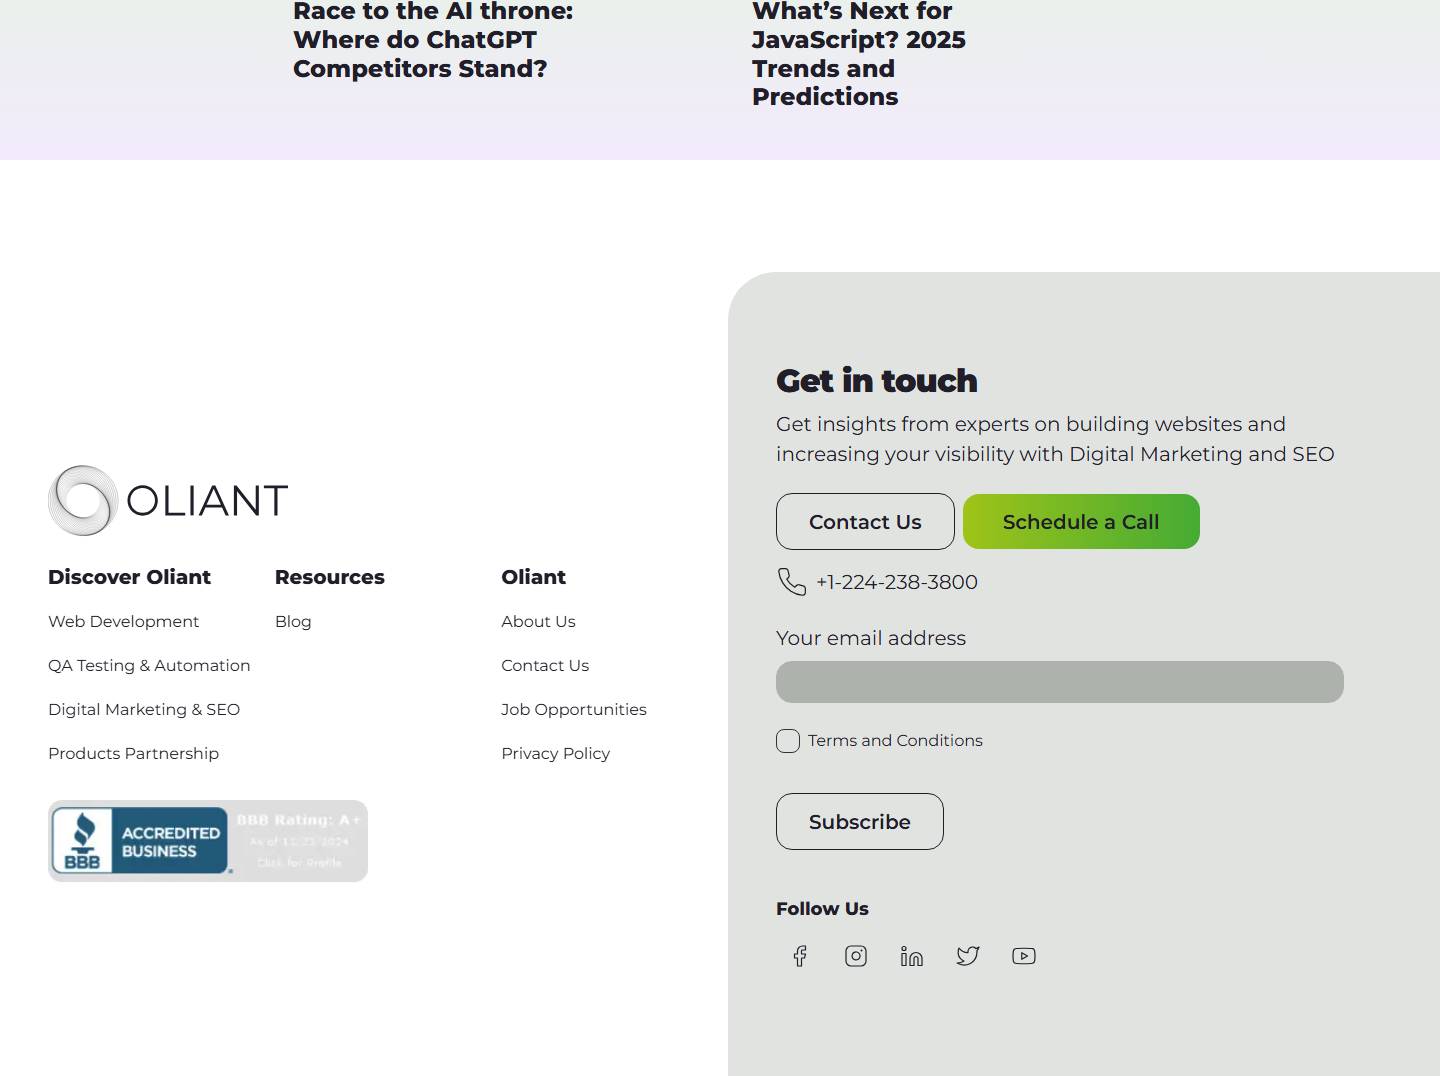 Race to the AI throne:
Where do ChatGPT
Competitors Stand?
What’s Next for
JavaScript? 2025
Trends and
Predictions
OLIANT
Discover Oliant
Web Development
QA Testing & Automation
Digital Marketing & SEO
Products Partnership
Resources
Blog
Oliant
About Us
Contact Us
Job Opportunities
Privacy Policy
BBB
ACCREDITED
BUSINESS
BBB Rating: A+
Click for Profile
Get in touch
Get insights from experts on building websites and
increasing your visibility with Digital Marketing and SEO
Contact Us
Schedule a Call
+1-224-238-3800
Your email address
Terms and Conditions
Subscribe
Follow Us